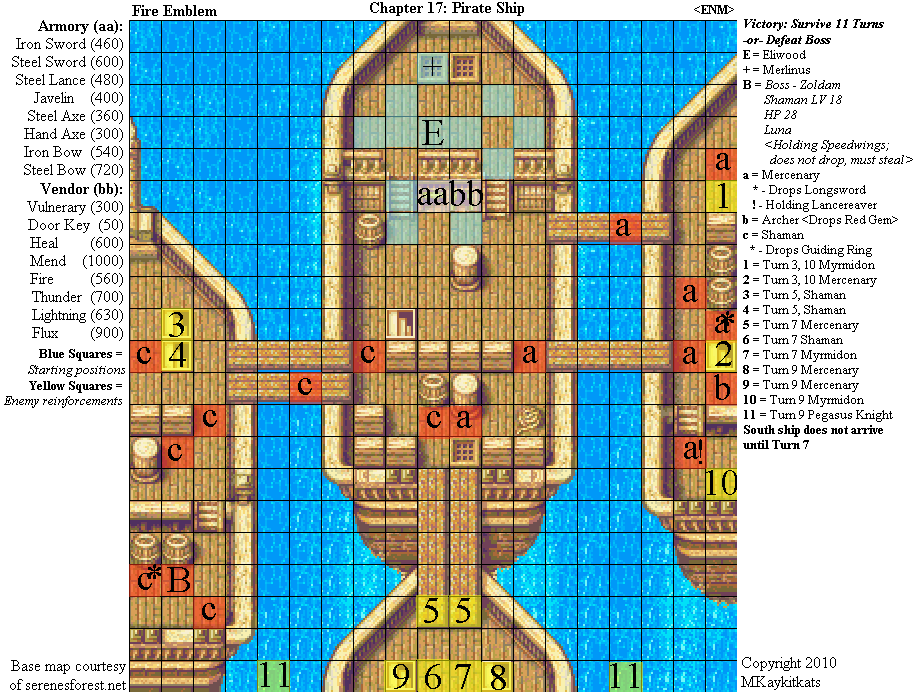 Fire Emblem
Chapter 17: Pirate Ship
<ENM>
Armory (aa):
Iron Sword (460)
Steel Sword (600)
Steel Lance (480)
Javelin (400)
Steel Axe (360)
Hand Axe (300)
Iron Bow (540)
Steel Bow (720)
Vendor (bb):
Vulnerary (300)
Door Key (50)
Heal (600)
Mend (1000)
Fire (560)
Thunder (700)
Lightning (630)
Flux (900)
Blue Squares =
Starting positions
Yellow Squares =
Enemy reinforcements
Base map courtesy
of serenesforest.net
+
E
a
aabb
1
a
a
3
a*
c 4
c
a
a 2
c
b
c
c a
c
a!
10
c* B
c
5 5
11
9 6 7 8
11
Victory: Survive 11 Turns
-or- Defeat Boss
E = Eliwood
+ = Merlinus
B = Boss - Zoldam
Shaman LV 18
HP 28
Luna
<Holding Speedwings;
does not drop, must steal>
a = Mercenary
* - Drops Longsword
! - Holding Lancereaver
b = Archer <Drops Red Gem>
c = Shaman
* - Drops Guiding Ring
1 = Turn 3, 10 Myrmidon
2 = Turn 3, 10 Mercenary
3 = Turn 5, Shaman
4 = Turn 5, Shaman
5 = Turn 7 Mercenary
6 = Turn 7 Shaman
7 = Turn 7 Myrmidon
8 = Turn 9 Mercenary
9 = Turn 9 Mercenary
10 = Turn 9 Myrmidon
11 = Turn 9 Pegasus Knight
South ship does not arrive
until Turn 7
Copyright 2010
MKaykitkats